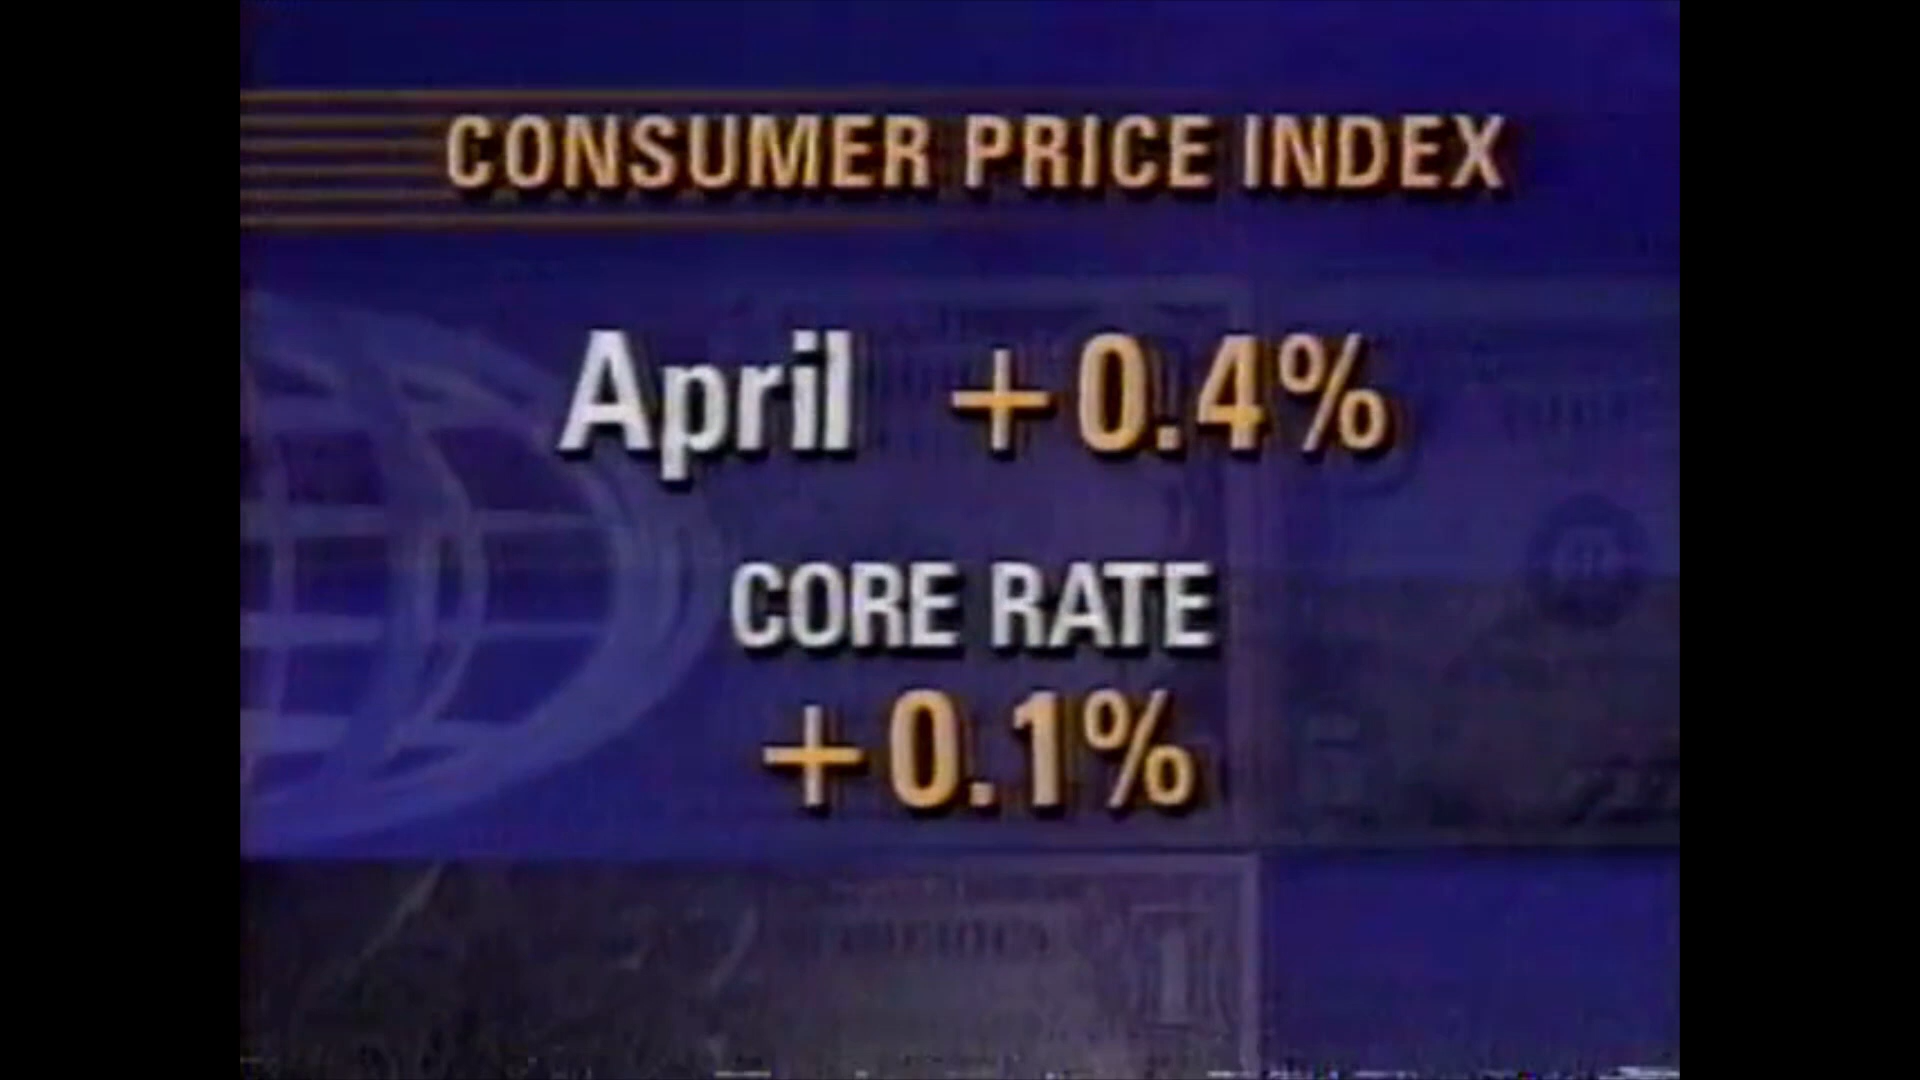 CONSUMER PRICE INDEX
April +0.4%
CORE RATE
+0.1%